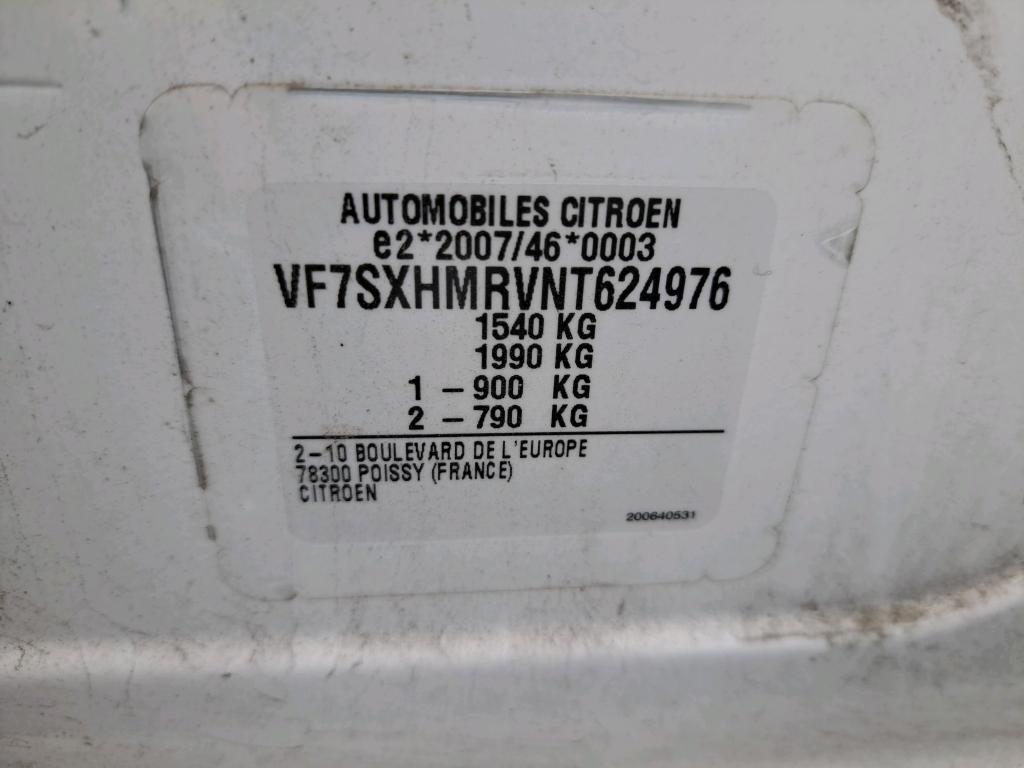 AUTOMOBILES CITROEN
e2*2007/46*0003
VF7SXHMRVNT624976
1540 KG
1990 KG
1 - 900 KG
2 - 790 KG
2-10 BOULEVARD DE L'EUROPE
78300 POISSY (FRANCE)
CITROEN
200640531